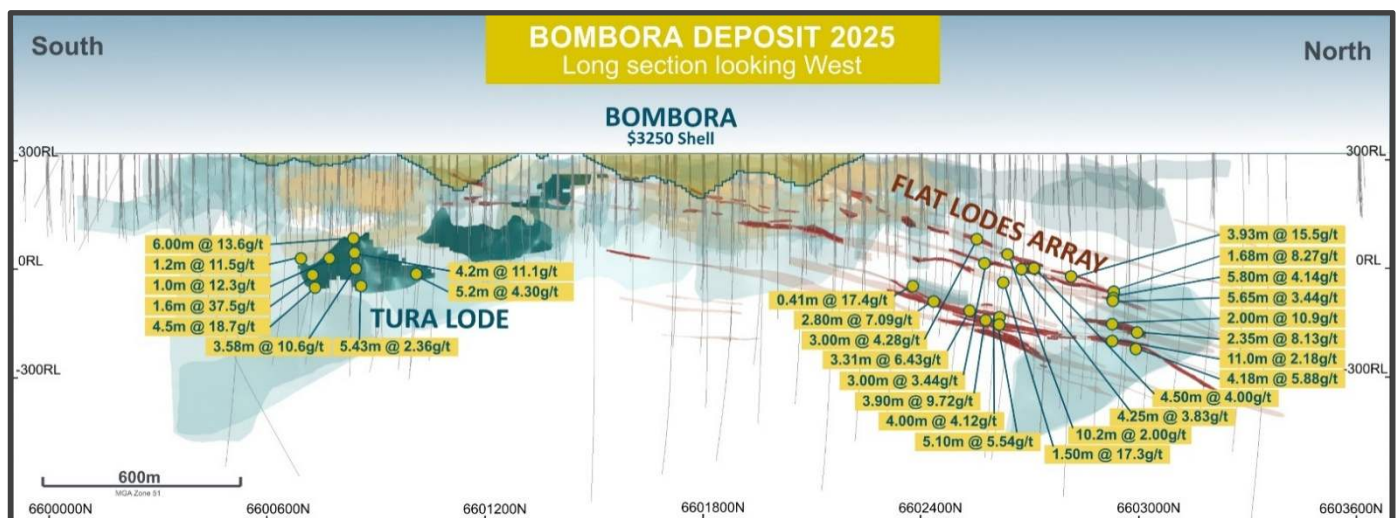 South
BOMBORA DEPOSIT 2025
Long section looking West
North
BOMBORA
$3250 Shell
300RL
300RL
FLAT LODES ARRAY
0RL
0RL
6.00m @ 13.6g/t
1.2m @ 11.5g/t
1.0m @ 12.3g/t
1.6m @ 37.5g/t
4.5m @ 18.7g/t
3.58m @ 10.6g/t
5.43m @ 2.36g/t
4.2m @ 11.1g/t
5.2m @ 4.30g/t
TURA LODE
0.41m @ 17.4g/t
2.80m @ 7.09g/t
3.00m @ 4.28g/t
3.31m @ 6.43g/t
3.00m @ 3.44g/t
3.90m @ 9.72g/t
4.00m @ 4.12g/t
5.10m @ 5.54g/t
3.93m @ 15.5g/t
1.68m @ 8.27g/t
5.80m @ 4.14g/t
5.65m @ 3.44g/t
2.00m @ 10.9g/t
2.35m @ 8.13g/t
11.0m @ 2.18g/t
4.18m @ 5.88g/t
4.50m @ 4.00g/t
4.25m @ 3.83g/t
10.2m @ 2.00g/t
1.50m @ 17.3g/t
-300RL
-300RL
600m
MGA Zone 51
6600000N
6600600N
6601200N
6601800N
6602400N
6603000N
6603600N